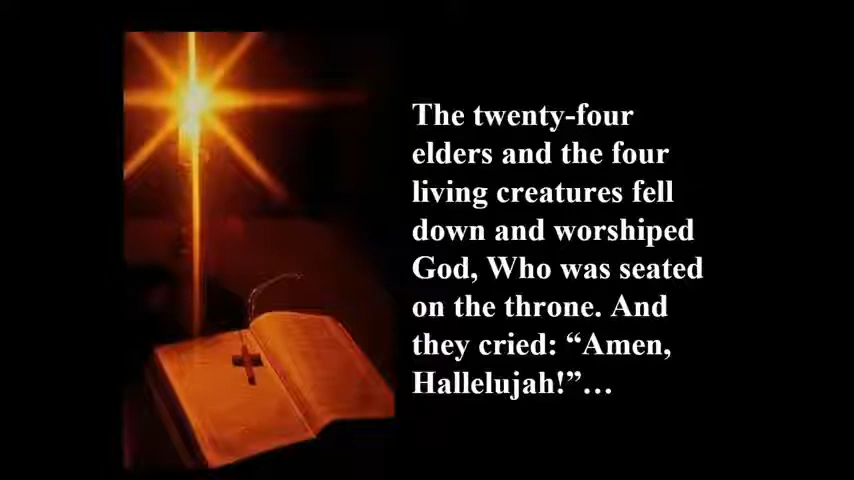 The twenty-four
elders and the four
living creatures fell
down and worshiped
God, Who was seated
on the throne. And
they cried: “Amen,
Hallelujah!”…